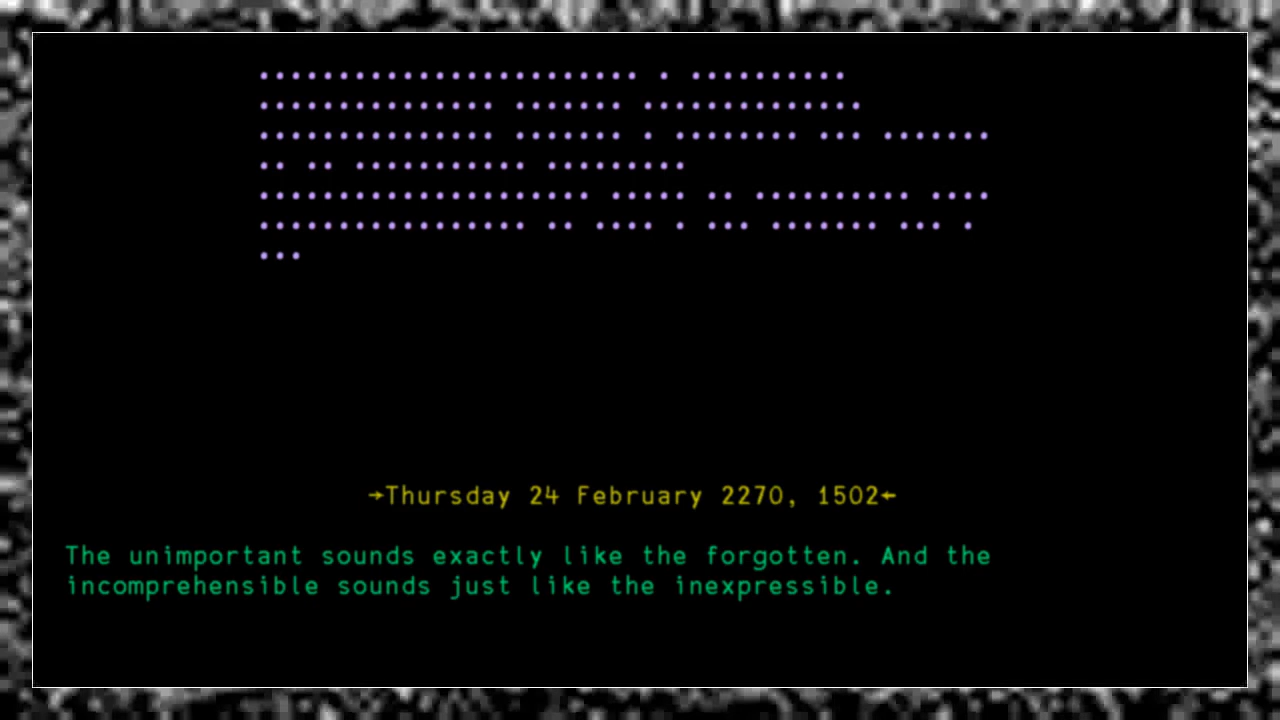 ························ · ··········
··············· ······· ··············
··············· ······· · ········ ··· ·······
·· ·· ··········· ·········
····················· ····· ·· ·········· ····
················· ·· ···· · ··· ······· ··· ·
···
→Thursday 24 February 2270, 1502←
The unimportant sounds exactly like the forgotten. And the
incomprehensible sounds just like the inexpressible.